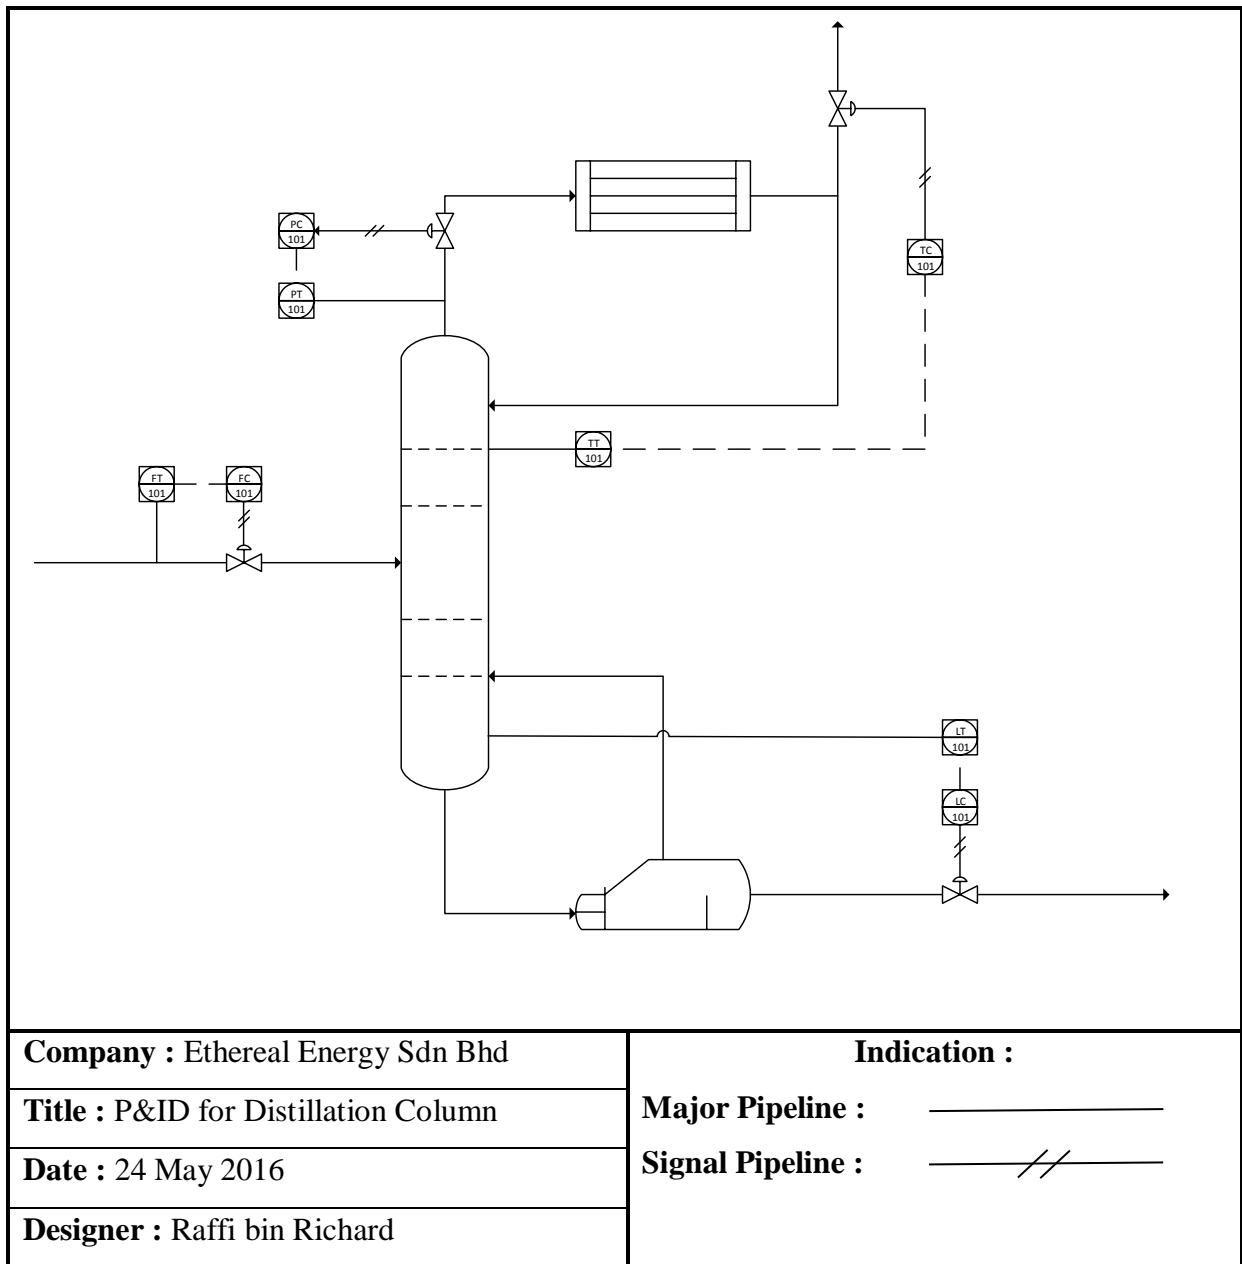 PC
101
PT
101
TC
101
TT
101
FT
101
FC
101
LT
101
LC
101
Company : Ethereal Energy Sdn Bhd
Title : P&ID for Distillation Column
Date : 24 May 2016
Designer : Raffi bin Richard
Indication :
Major Pipeline :
Signal Pipeline :